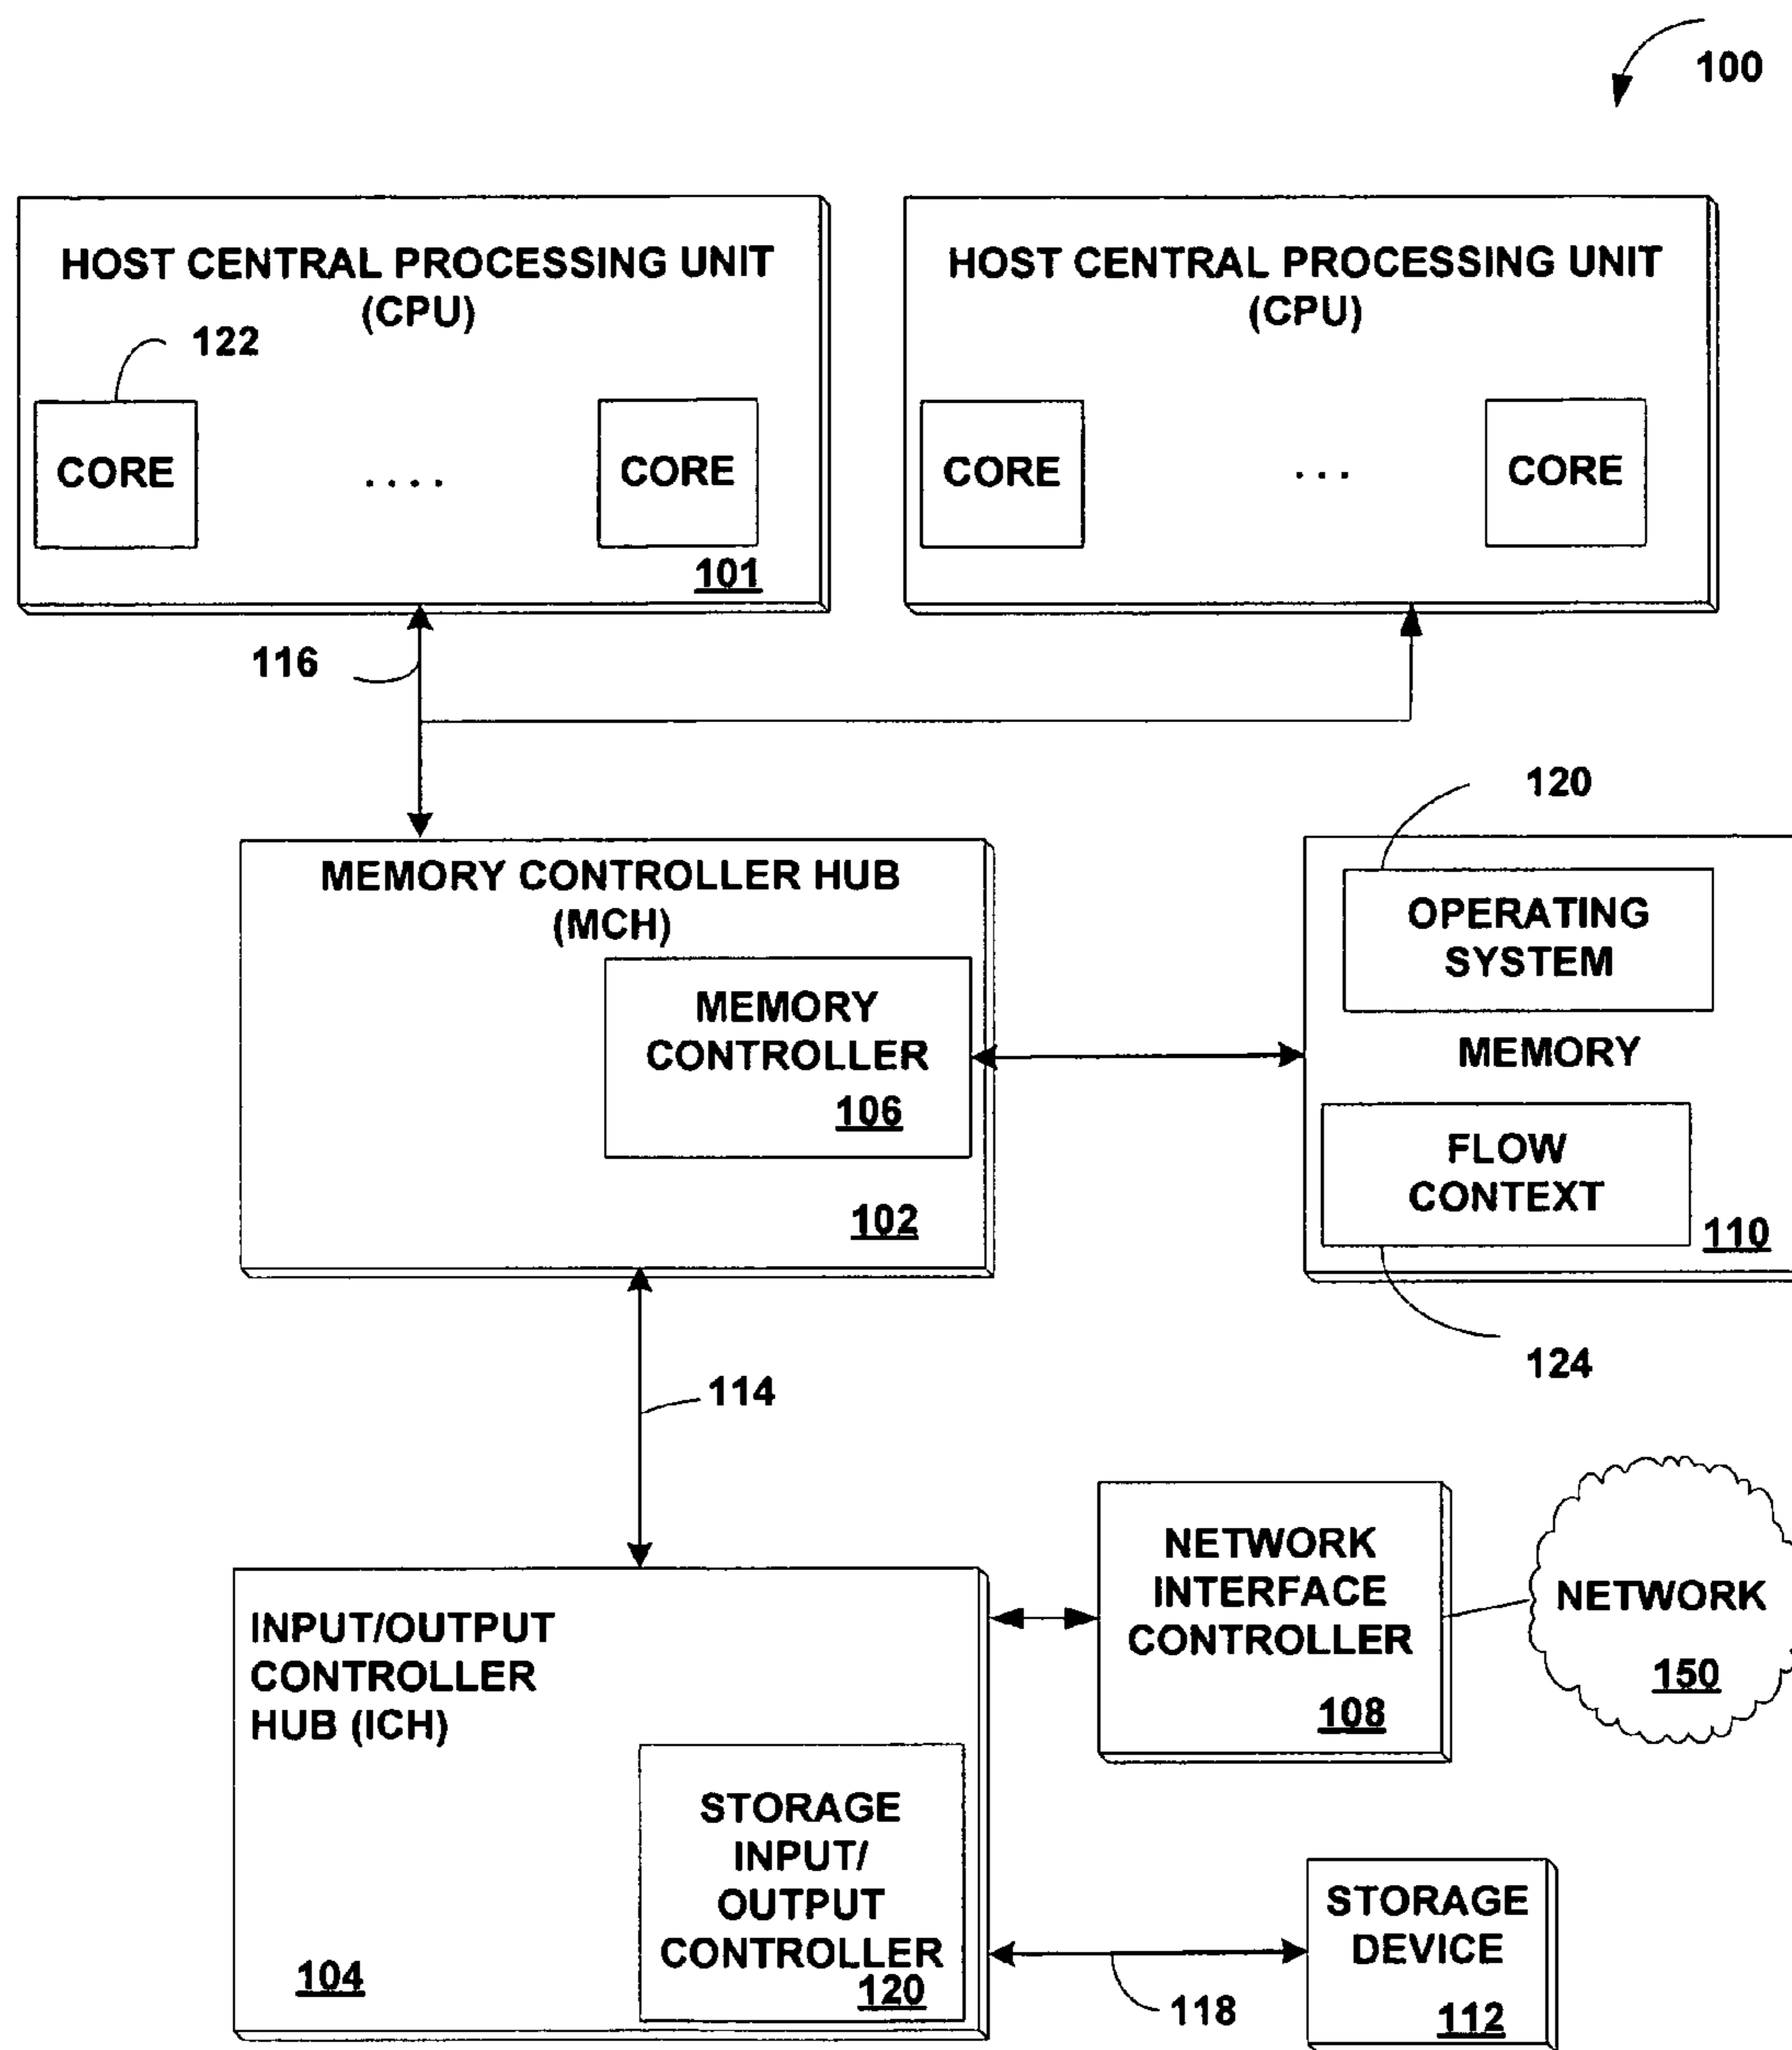 100
HOST CENTRAL PROCESSING UNIT
(CPU)
122
CORE
....
CORE
101
HOST CENTRAL PROCESSING UNIT
(CPU)
CORE
...
CORE
116
MEMORY CONTROLLER HUB
(MCH)
MEMORY
CONTROLLER
106
102
120
OPERATING
SYSTEM
MEMORY
FLOW
CONTEXT
110
124
114
INPUT/OUTPUT
CONTROLLER
HUB (ICH)
STORAGE
INPUT/
OUTPUT
CONTROLLER
120
104
NETWORK
INTERFACE
CONTROLLER
108
NETWORK
150
118
STORAGE
DEVICE
112